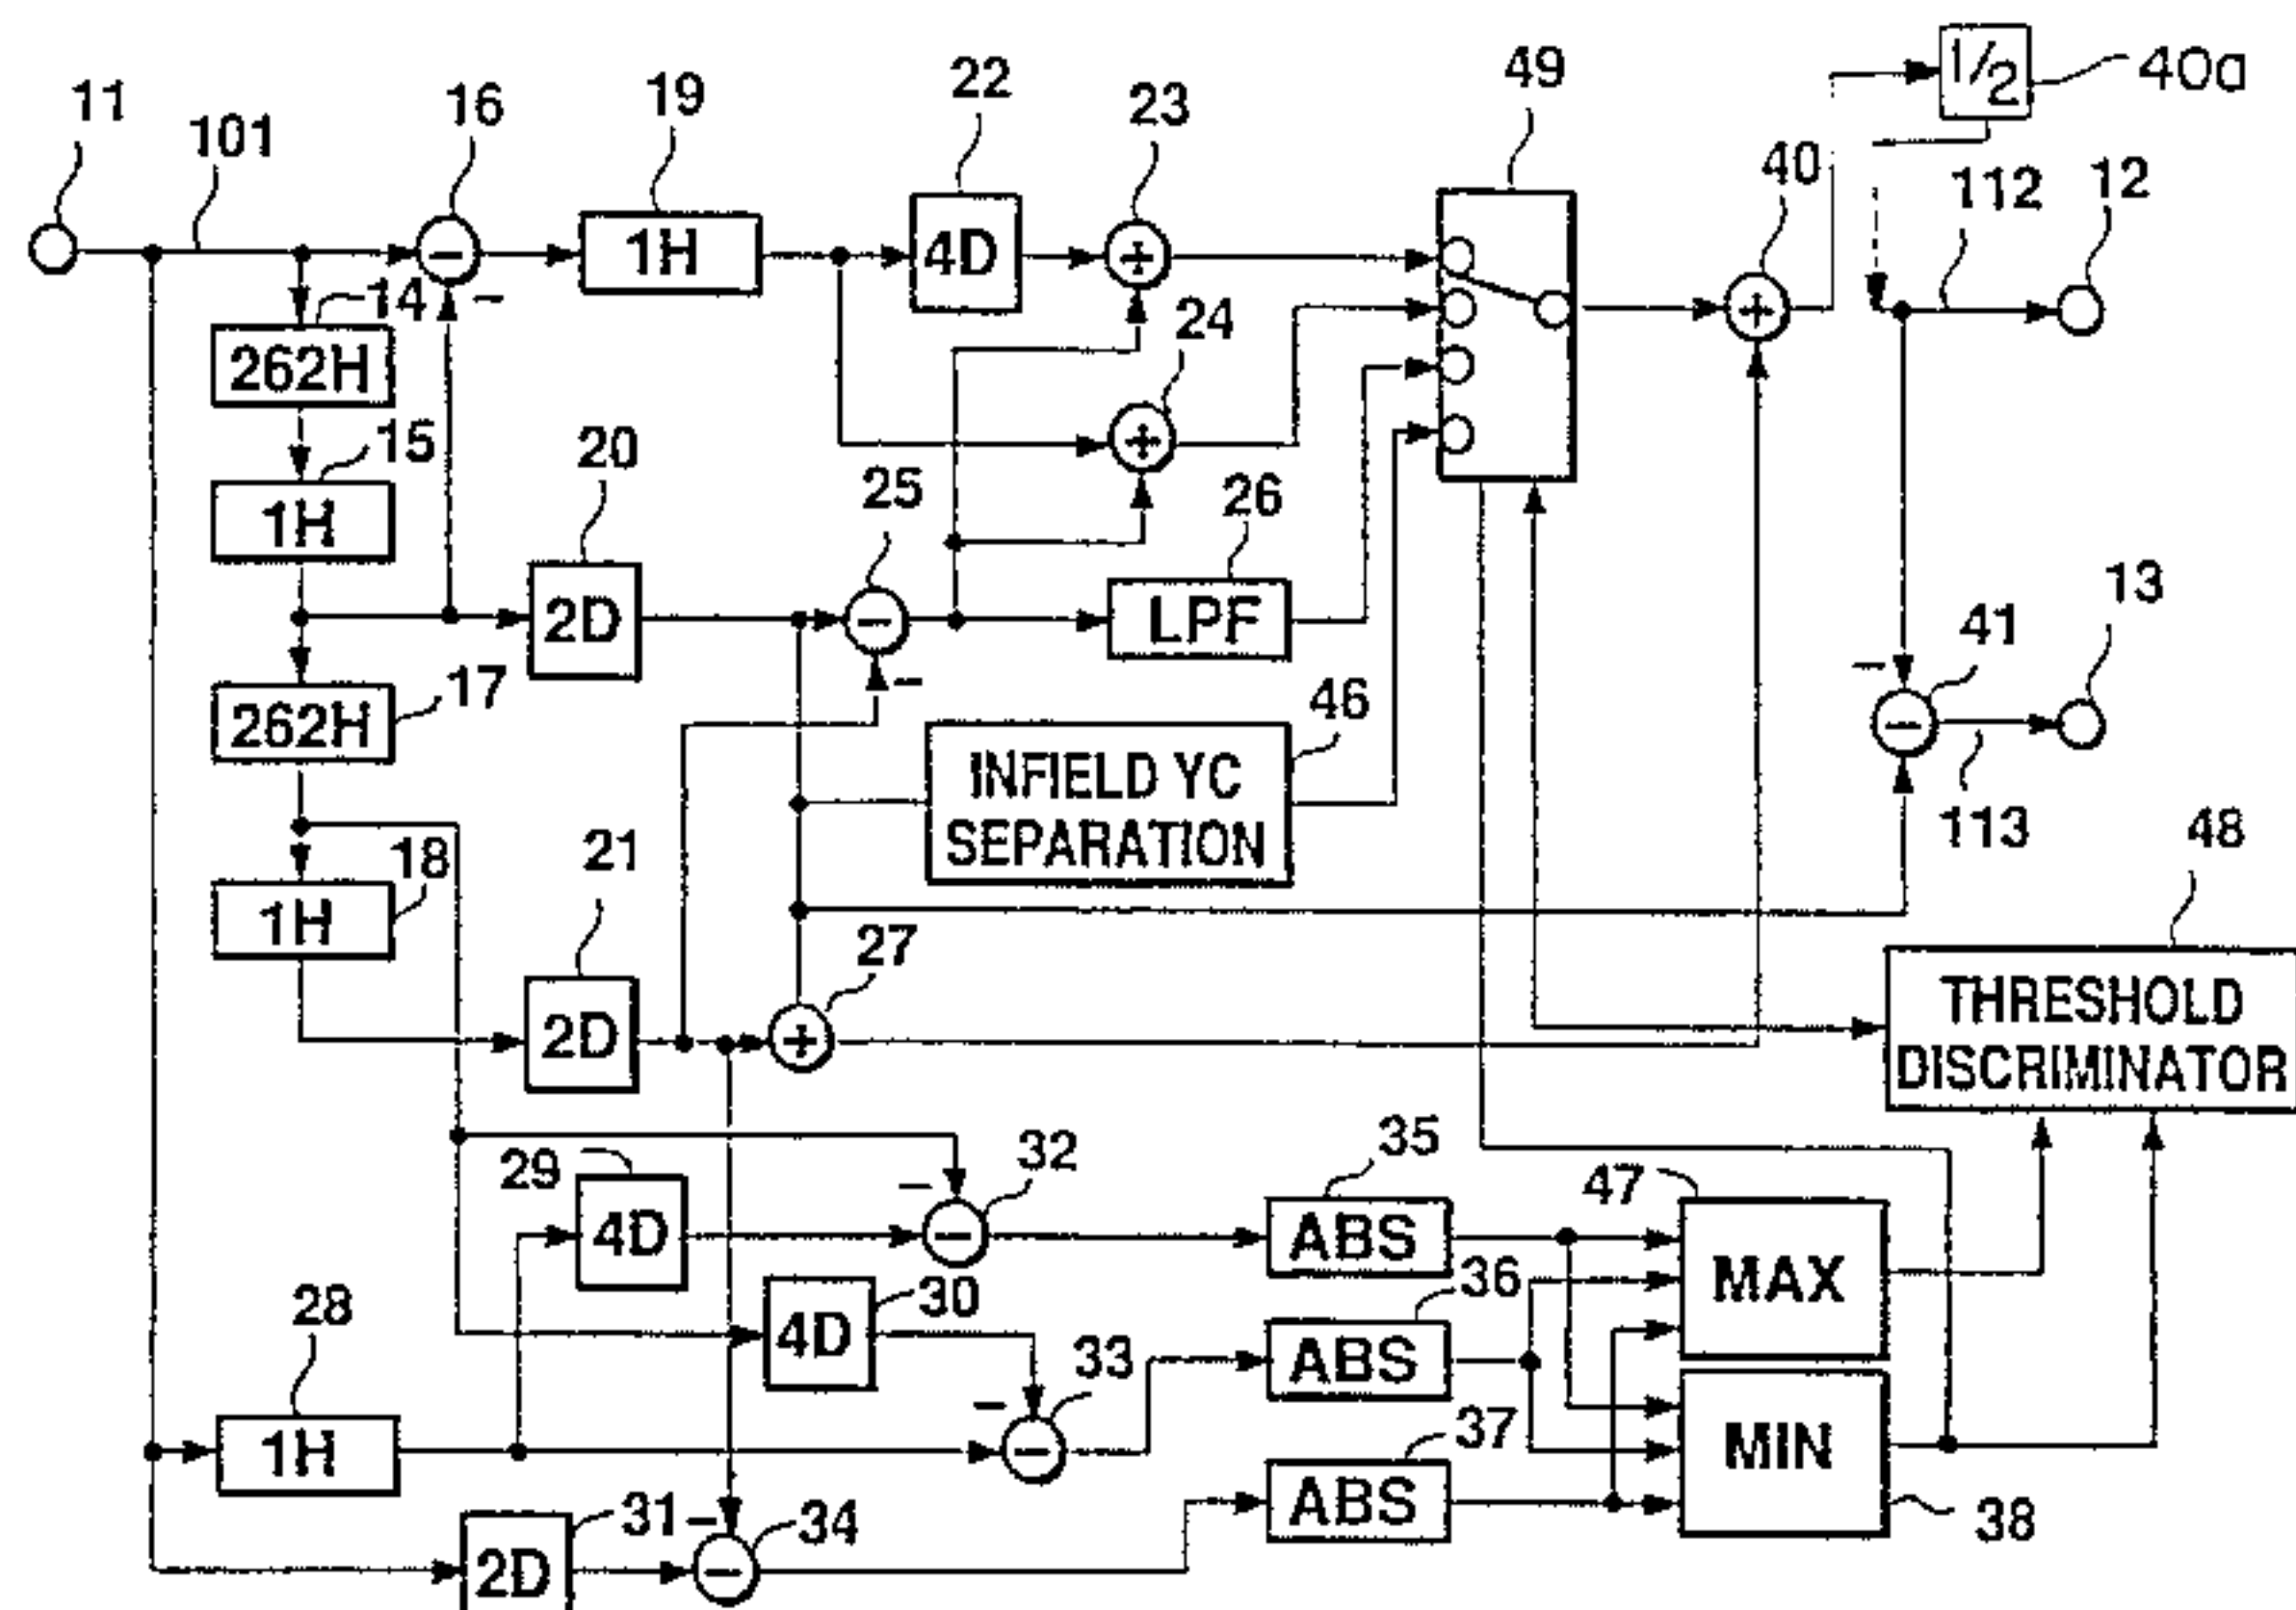 11
101
16
19
22
23
49
1/2
40a
40
112
12
1H
4D
14
262H
24
15
1H
20
25
26
2D
LPF
13
41
17
262H
46
INFIELD YC
SEPARATION
113
48
18
1H
21
27
2D
THRESHOLD
DISCRIMINATOR
29
32
35
47
4D
ABS
MAX
36
28
30
4D
33
ABS
37
1H
MIN
ABS
31
34
38
2D